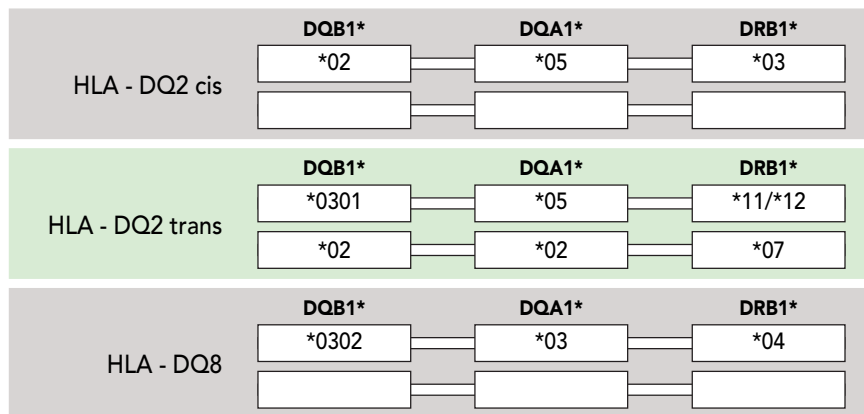 DQB1* DQA1* DRB1*
HLA - DQ2 cis
*02 *05 *03
DQB1* DQA1* DRB1*
HLA - DQ2 trans
*0301 *05 *11/*12
*02 *02 *07
DQB1* DQA1* DRB1*
HLA - DQ8
*0302 *03 *04